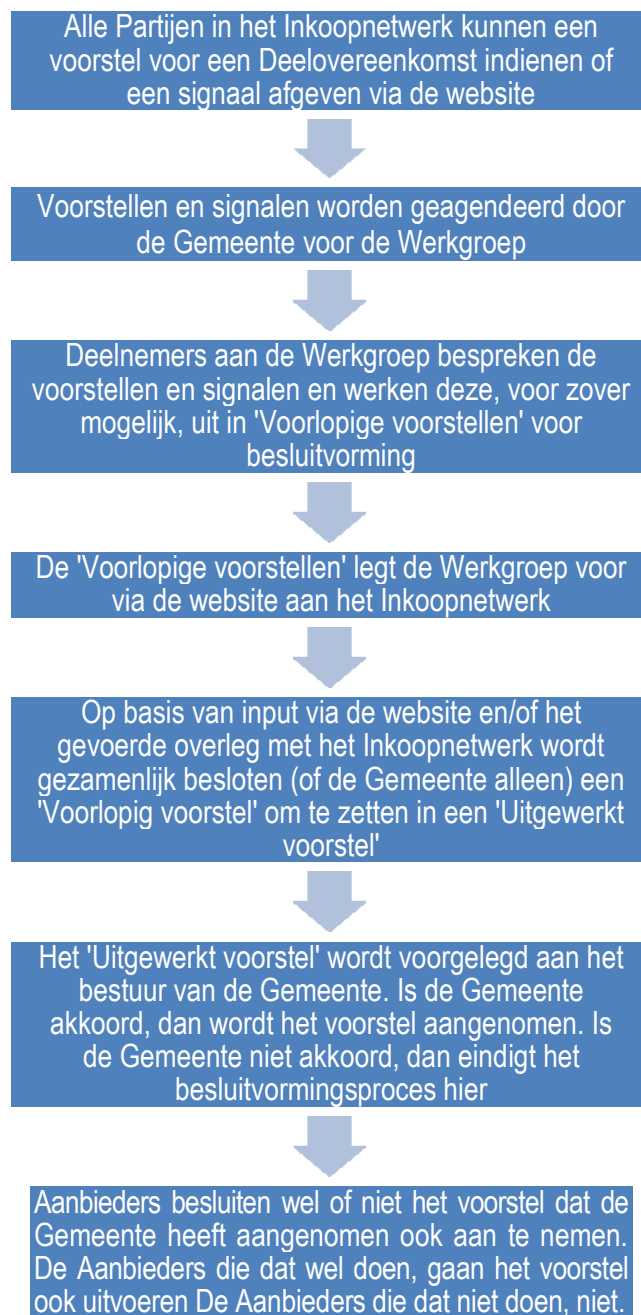 Alle Partijen in het Inkoopnetwerk kunnen een
voorstel voor een Deelovereenkomst indienen of
een signaal afgeven via de website
Voorstellen en signalen worden geagendeerd door
de Gemeente voor de Werkgroep
Deelnemers aan de Werkgroep bespreken de
voorstellen en signalen en werken deze, voor zover
mogelijk, uit in 'Voorlopige voorstellen' voor
besluitvorming
De 'Voorlopige voorstellen' legt de Werkgroep voor
via de website aan het Inkoopnetwerk
Op basis van input via de website en/of het
gevoerde overleg met het Inkoopnetwerk wordt
gezamenlijk besloten (of de Gemeente alleen) een
'Voorlopig voorstel' om te zetten in een 'Uitgewerkt
voorstel'
Het 'Uitgewerkt voorstel' wordt voorgelegd aan het
bestuur van de Gemeente. Is de Gemeente
akkoord, dan wordt het voorstel aangenomen. Is
de Gemeente niet akkoord, dan eindigt het
besluitvormingsproces hier
Aanbieders besluiten wel of niet het voorstel dat de
Gemeente heeft aangenomen ook aan te nemen.
De Aanbieders die dat wel doen, gaan het voorstel
ook uitvoeren De Aanbieders die dat niet doen, niet.